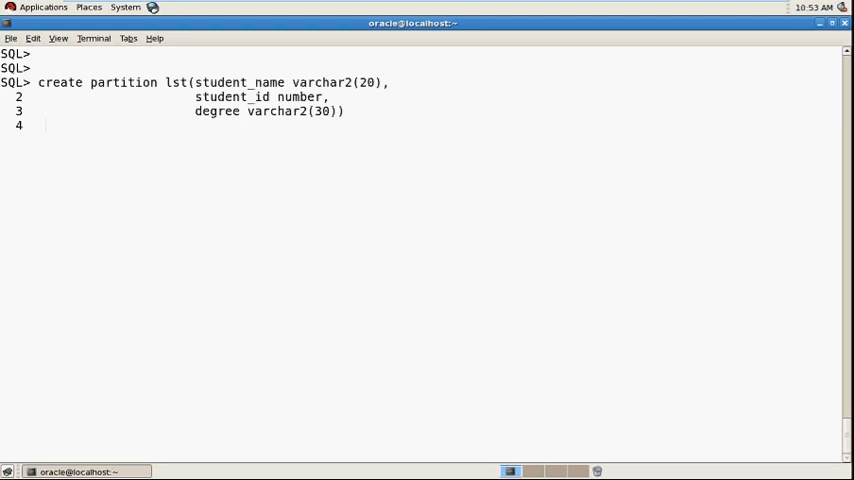 Applications Places System 10:53 AM
oracle@localhost:~
File Edit View Terminal Tabs Help
SQL>
SQL>
SQL> create partition lst(student_name varchar2(20),
2 student_id number,
3 degree varchar2(30))
4
oracle@localhost:~